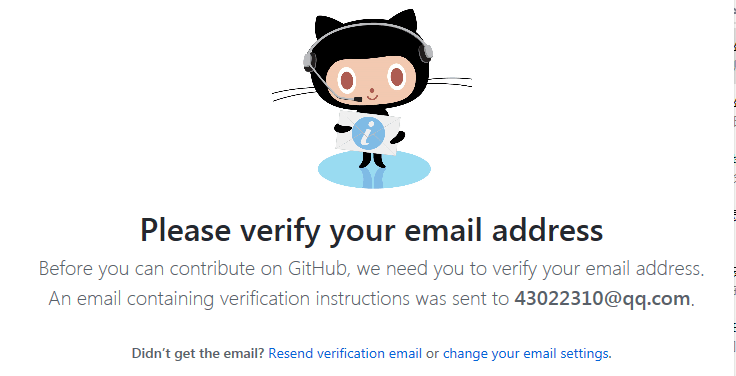 Please verify your email address
Before you can contribute on GitHub, we need you to verify your email address.
An email containing verification instructions was sent to 43022310@qq.com.
Didn’t get the email? Resend verification email or change your email settings.